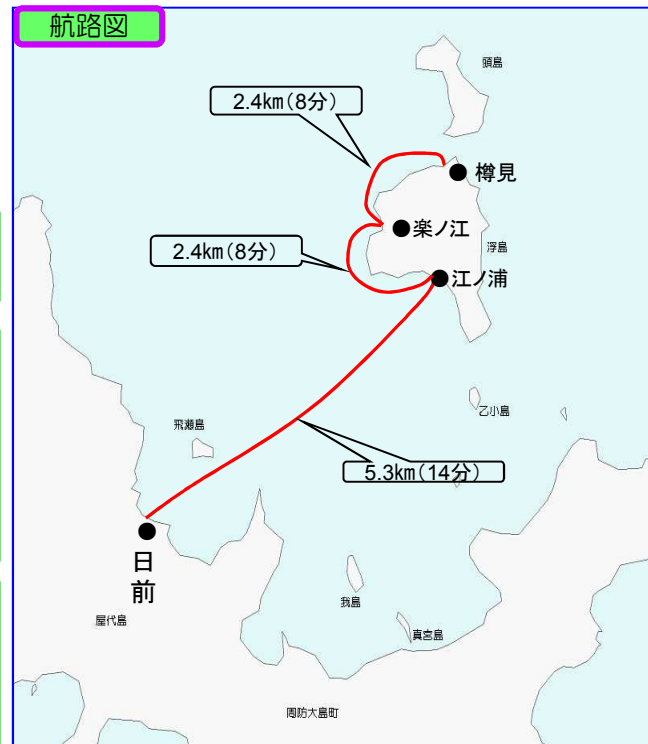 航路図
頭島
2.4km(8分)
樽見
楽ノ江
2.4km(8分)
浮島
江ノ浦
乙小島
飛瀬島
5.3km(14分)
日
前
我島
屋代島
真宮島
周防大島町